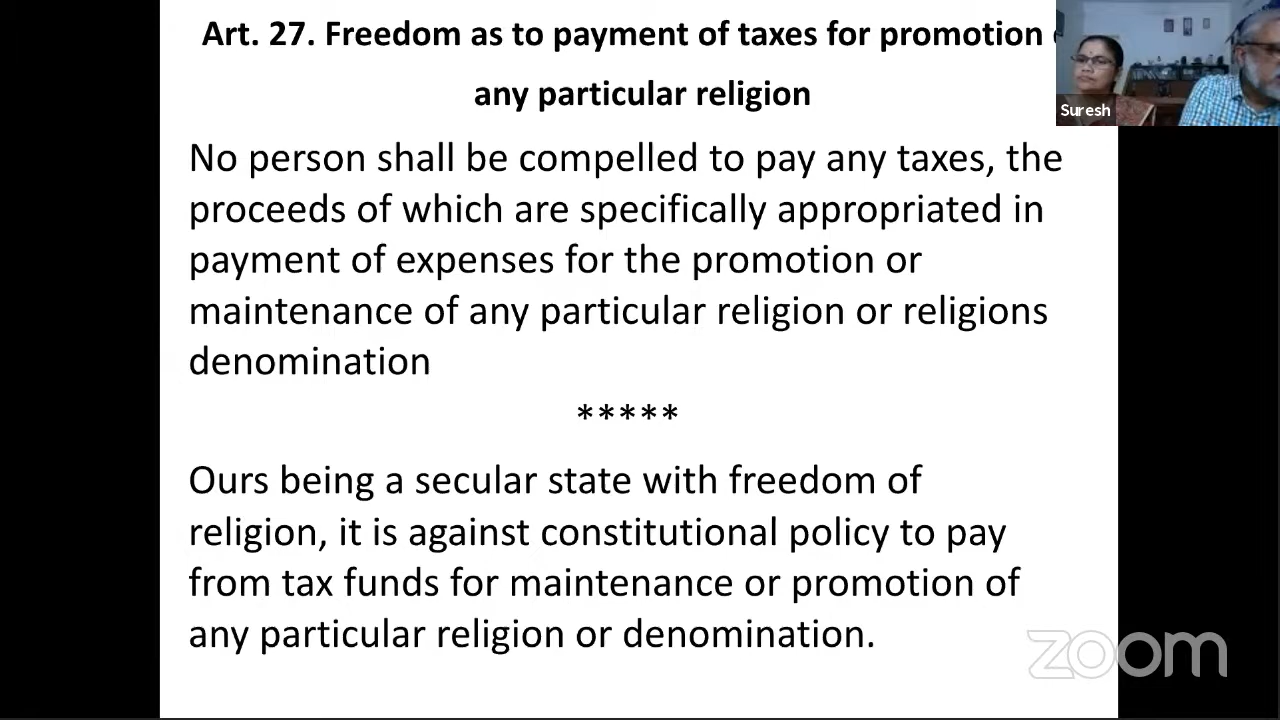 Art. 27. Freedom as to payment of taxes for promotion
any particular religion
Suresh
No person shall be compelled to pay any taxes, the
proceeds of which are specifically appropriated in
payment of expenses for the promotion or
maintenance of any particular religion or religions
denomination
*****
Ours being a secular state with freedom of
religion, it is against constitutional policy to pay
from tax funds for maintenance or promotion of
any particular religion or denomination.
zoom